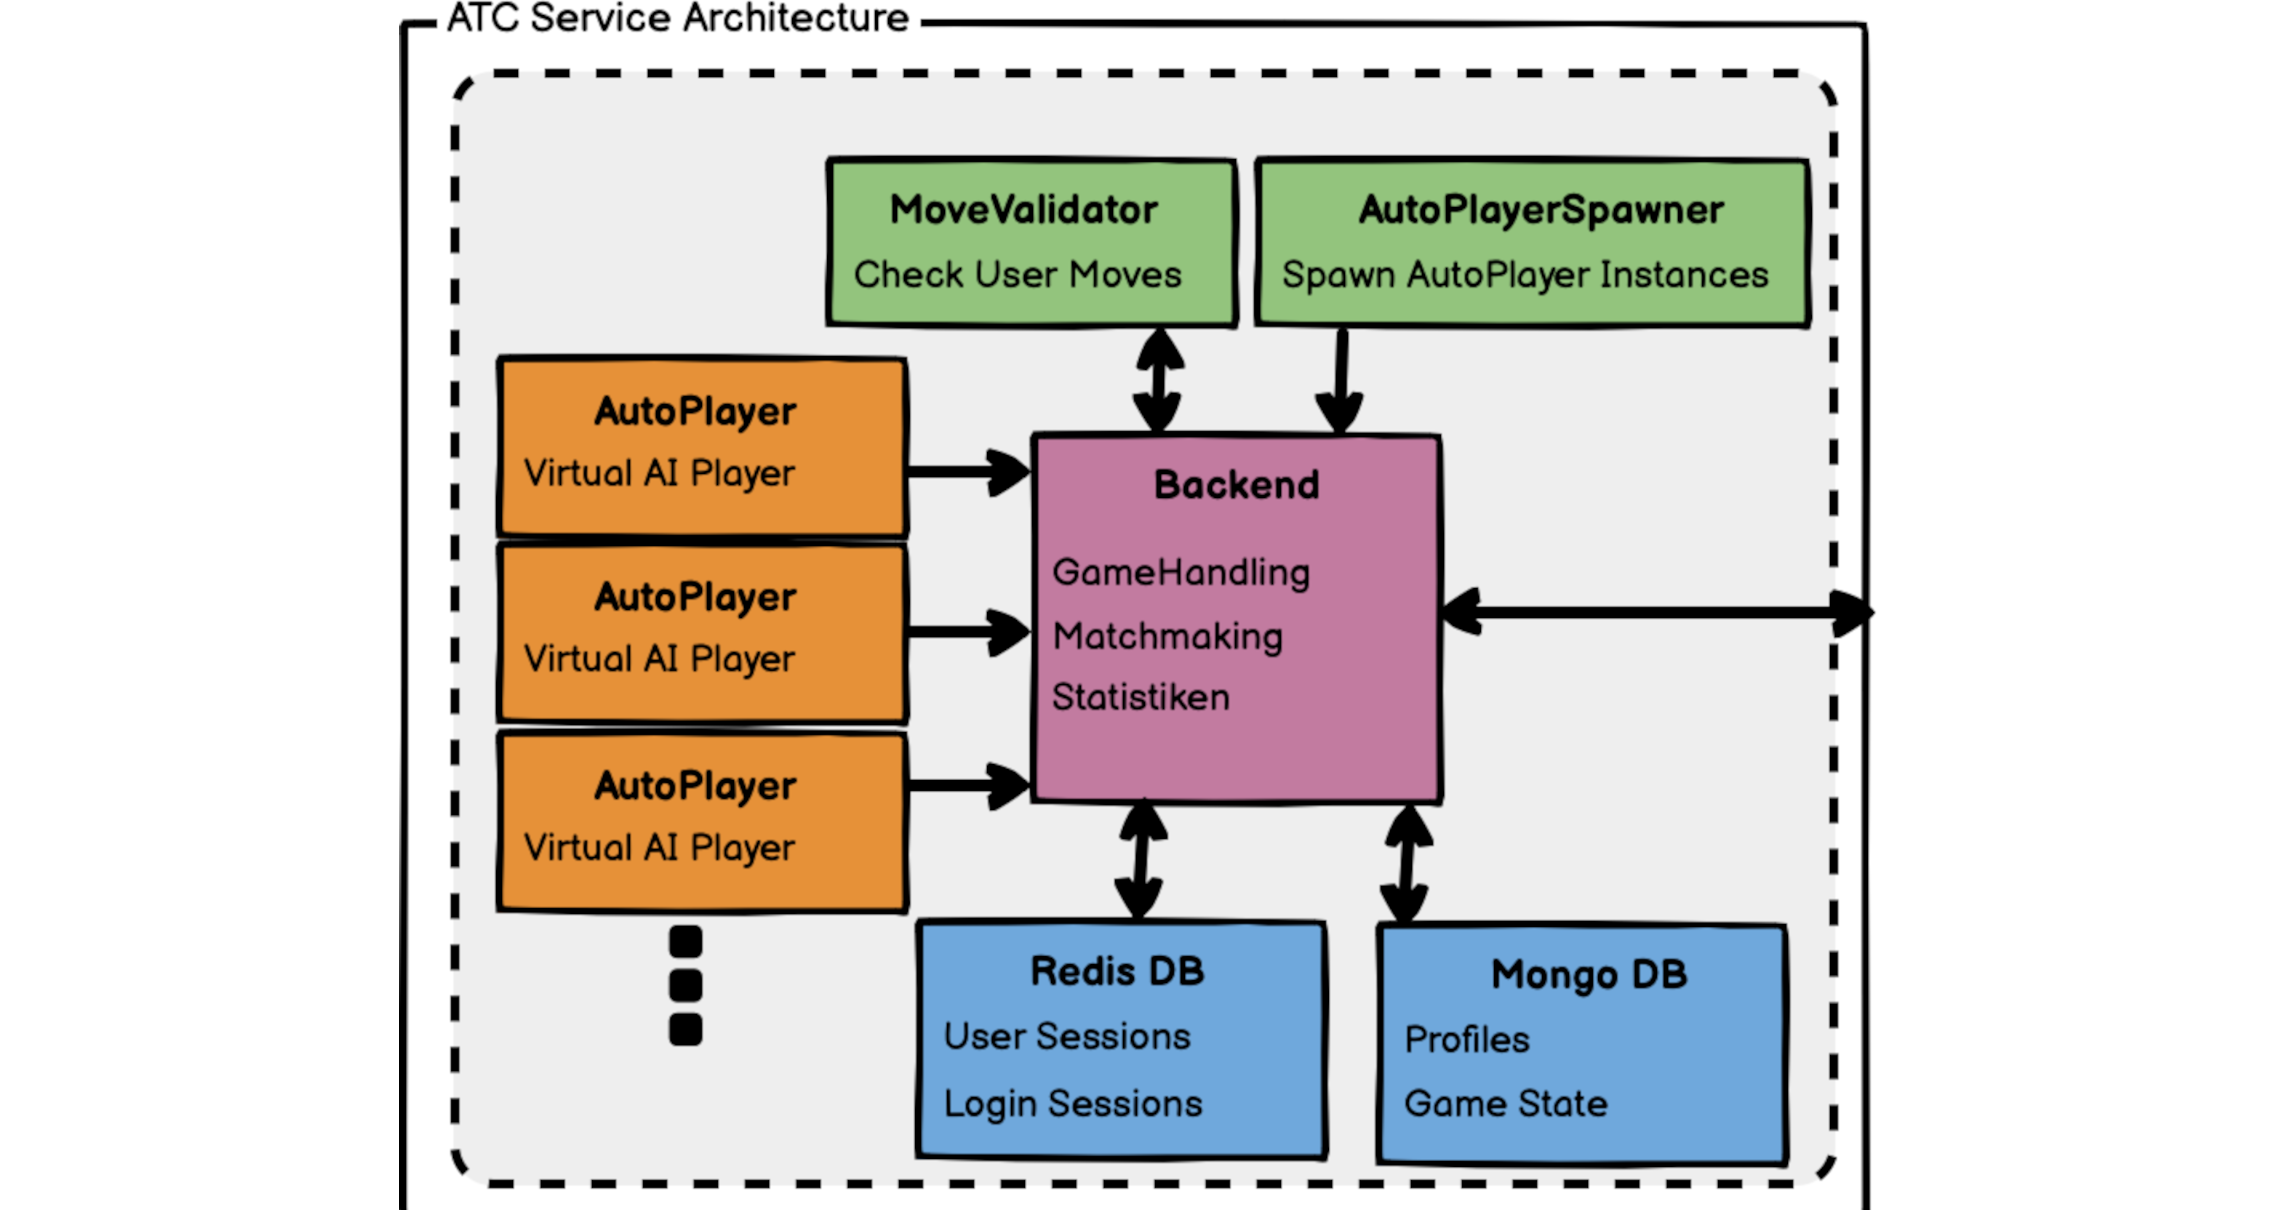 ATC Service Architecture
MoveValidator
Check User Moves
AutoPlayerSpawner
Spawn AutoPlayer Instances
AutoPlayer
Virtual AI Player
AutoPlayer
Virtual AI Player
AutoPlayer
Virtual AI Player
Backend
GameHandling
Matchmaking
Statistiken
Redis DB
User Sessions
Login Sessions
Mongo DB
Profiles
Game State